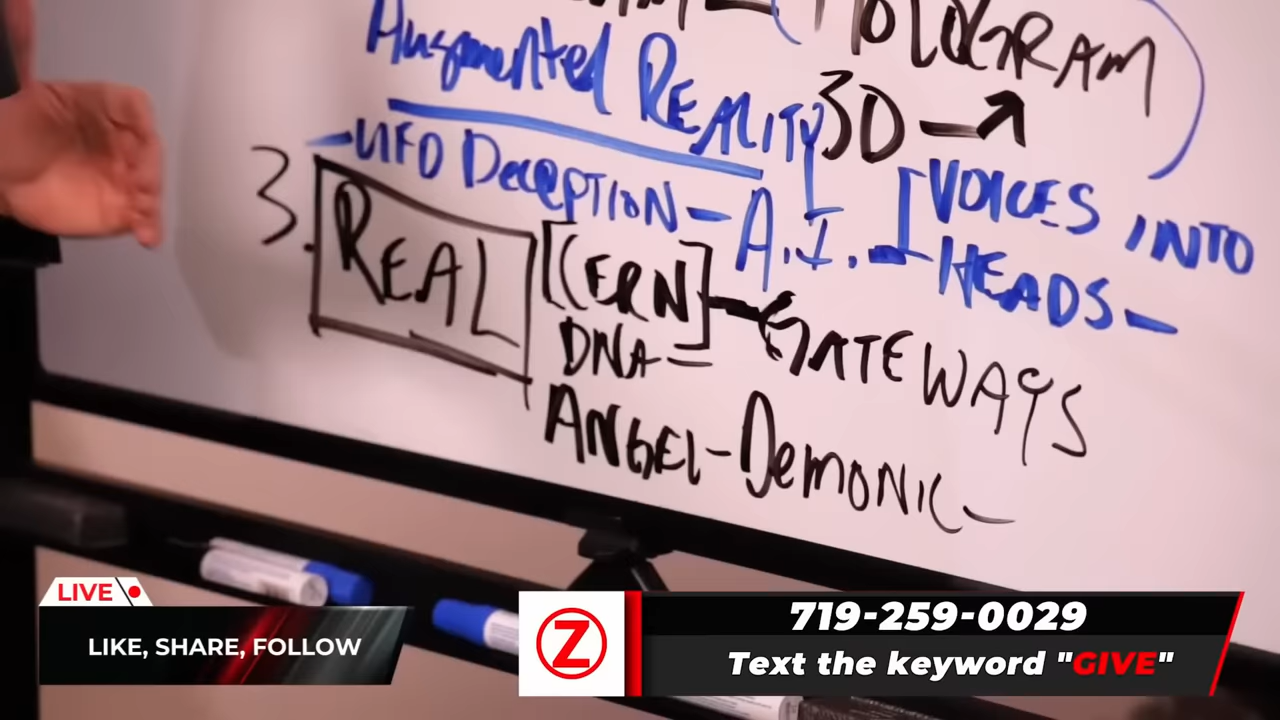 HOLOGRAM
Augmented REALITY 3D →
- UFO DECEPTION - A.I. - [VOICES INTO
HEADS -
3. REAL [CERN] - GATEWAYS
DNA =
ANGEL - DEMONIC -
LIVE
LIKE, SHARE, FOLLOW
Z
719-259-0029
Text the keyword "GIVE"